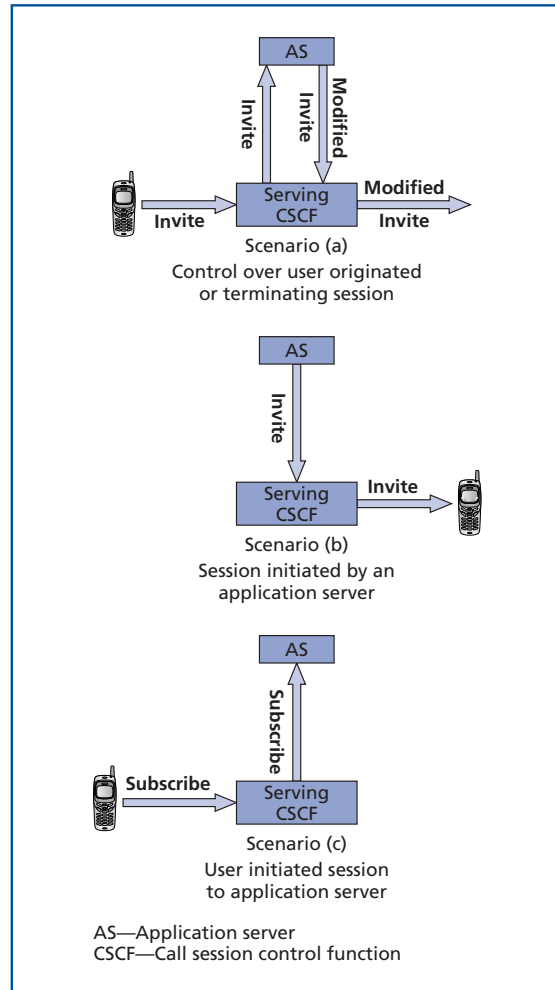 AS
Invite
Modified
Invite
Invite
Serving
CSCF
Modified
Invite
Scenario (a)
Control over user originated
or terminating session
AS
Invite
Serving
CSCF
Invite
Scenario (b)
Session initiated by an
application server
AS
Subscribe
Subscribe
Serving
CSCF
Scenario (c)
User initiated session
to application server
AS—Application server
CSCF—Call session control function